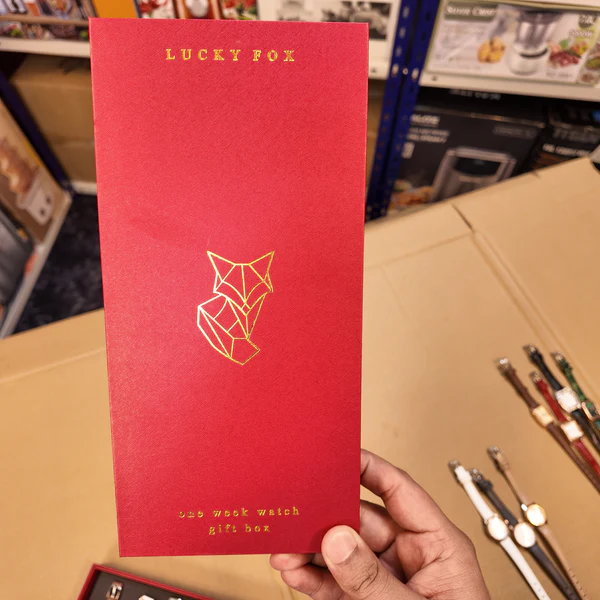 LUCKY FOX
one week watch
gift box